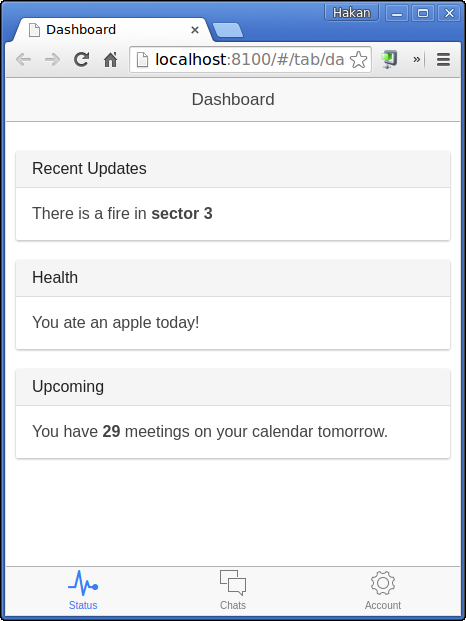 Hakan
Dashboard
localhost:8100/#/tab/da
Dashboard
Recent Updates
There is a fire in sector 3
Health
You ate an apple today!
Upcoming
You have 29 meetings on your calendar tomorrow.
Status
Chats
Account